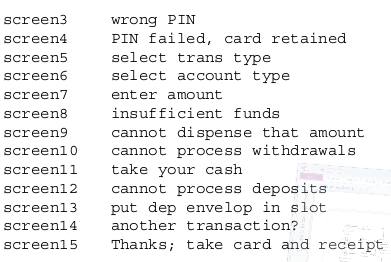 screen3 wrong PIN
screen4 PIN failed, card retained
screen5 select trans type
screen6 select account type
screen7 enter amount
screen8 insufficient funds
screen9 cannot dispense that amount
screen10 cannot process withdrawals
screen11 take your cash
screen12 cannot process deposits
screen13 put dep envelop in slot
screen14 another transaction?
screen15 Thanks; take card and receipt